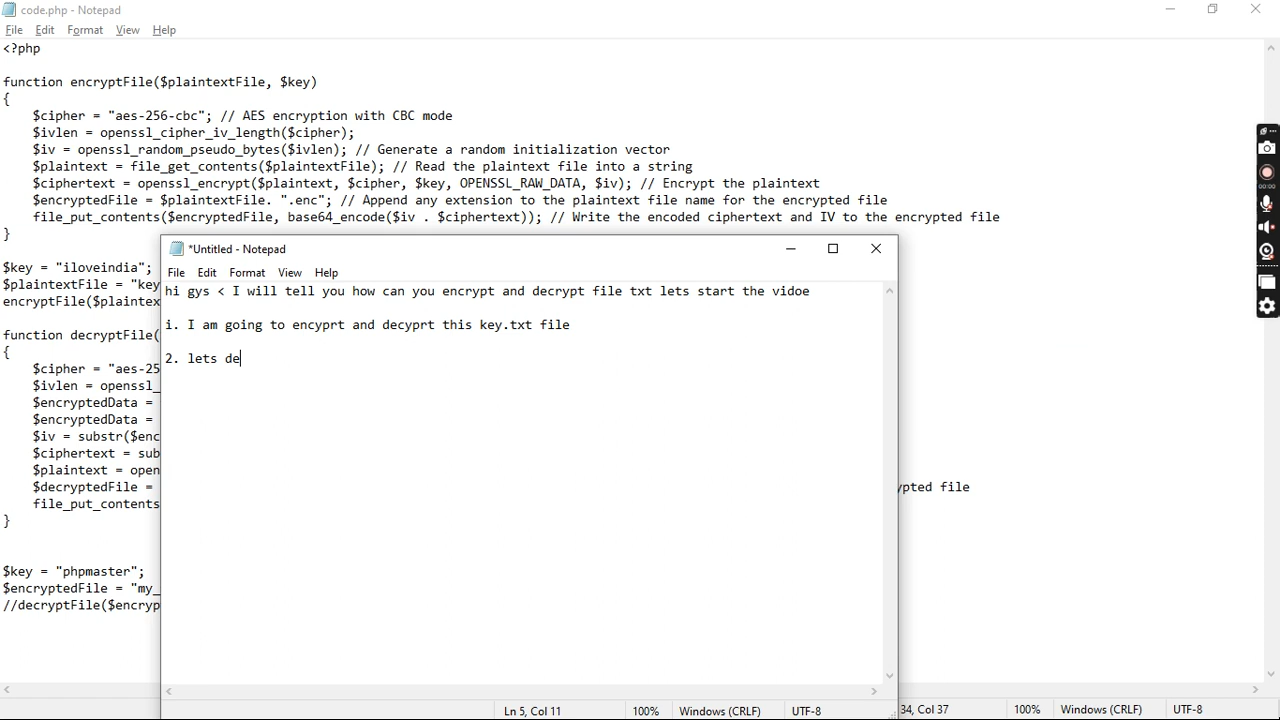 code.php - Notepad
File Edit Format View Help
<?php
function encryptFile($plaintextFile, $key)
{
$cipher = "aes-256-cbc"; // AES encryption with CBC mode
$ivlen = openssl_cipher_iv_length($cipher);
$iv = openssl_random_pseudo_bytes($ivlen); // Generate a random initialization vector
$plaintext = file_get_contents($plaintextFile); // Read the plaintext file into a string
$ciphertext = openssl_encrypt($plaintext, $cipher, $key, OPENSSL_RAW_DATA, $iv); // Encrypt the plaintext
$encryptedFile = $plaintextFile. ".enc"; // Append any extension to the plaintext file name for the encrypted file
file_put_contents($encryptedFile, base64_encode($iv . $ciphertext)); // Write the encoded ciphertext and IV to the encrypted file
}
$key = "iloveindia";
$plaintextFile = "key
encryptFile($plaintex
function decryptFile(
{
$cipher = "aes-25
$ivlen = openssl_
$encryptedData =
$encryptedData =
$iv = substr($enc
$ciphertext = sub
$plaintext = open
$decryptedFile = ypted file
file_put_contents
}
$key = "phpmaster";
$encryptedFile = "my_
//decryptFile($encryp
*Untitled - Notepad
File Edit Format View Help
hi gys < I will tell you how can you encrypt and decrypt file txt lets start the vidoe
i. I am going to encyprt and decyprt this key.txt file
2. lets de
Ln 5, Col 11 100% Windows (CRLF) UTF-8
34, Col 37 100% Windows (CRLF) UTF-8
00:00